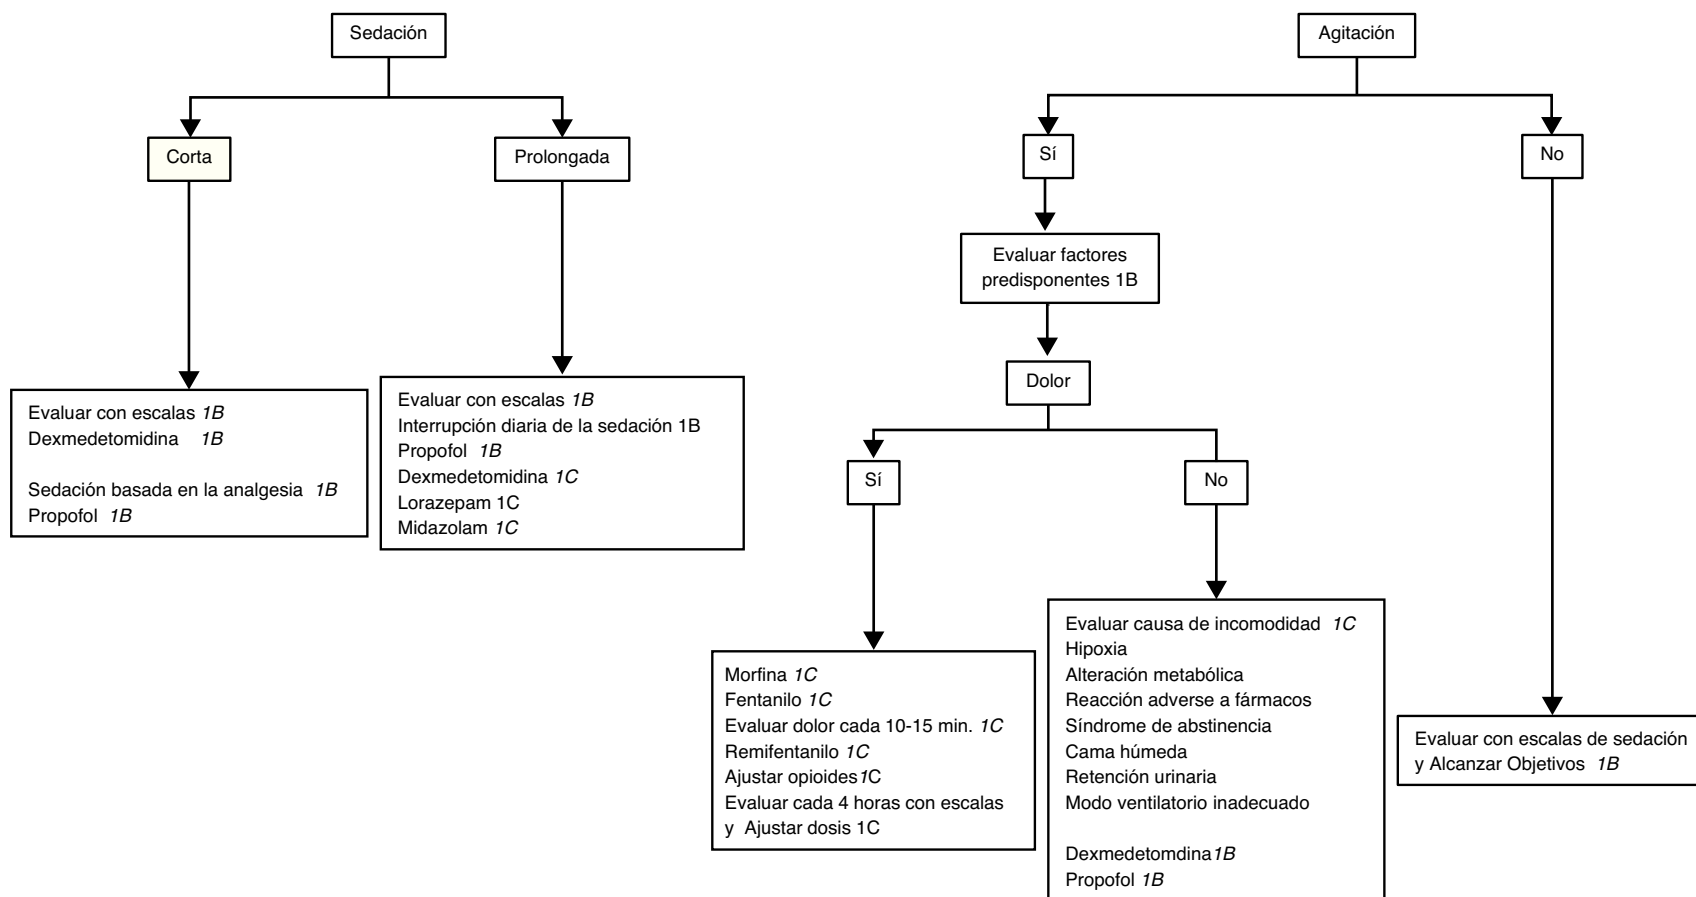 Sedación
Agitación
Corta
Prolongada
Sí
No
Evaluar factores
predisponentes 1B
Dolor
Evaluar con escalas 1B
Dexmedetomidina 1B
Sedación basada en la analgesia 1B
Propofol 1B
Evaluar con escalas 1B
Interrupción diaria de la sedación 1B
Propofol 1B
Dexmedetomidina 1C
Lorazepam 1C
Midazolam 1C
Sí
No
Morfina 1C
Fentanilo 1C
Evaluar dolor cada 10-15 min. 1C
Remifentanilo 1C
Ajustar opioides1C
Evaluar cada 4 horas con escalas
y Ajustar dosis 1C
Evaluar causa de incomodidad 1C
Hipoxia
Alteración metabólica
Reacción adverse a fármacos
Síndrome de abstinencia
Cama húmeda
Retención urinaria
Modo ventilatorio inadecuado
Dexmedetomdina1B
Propofol 1B
Evaluar con escalas de sedación
y Alcanzar Objetivos 1B